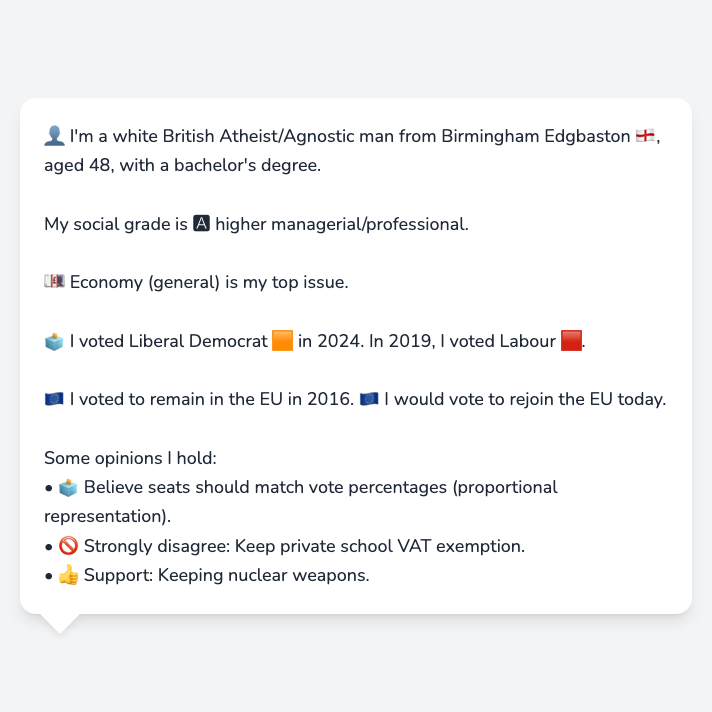 👤 I'm a white British Atheist/Agnostic man from Birmingham Edgbaston 🏴󠁧󠁢󠁥󠁮󠁧󠁿,
aged 48, with a bachelor's degree.
My social grade is 🅰 higher managerial/professional.
💷 Economy (general) is my top issue.
🗳️ I voted Liberal Democrat 🟧 in 2024. In 2019, I voted Labour 🟥.
🇪🇺 I voted to remain in the EU in 2016. 🇪🇺 I would vote to rejoin the EU today.
Some opinions I hold:
• 🗳️ Believe seats should match vote percentages (proportional
representation).
• 🚫 Strongly disagree: Keep private school VAT exemption.
• 👍 Support: Keeping nuclear weapons.